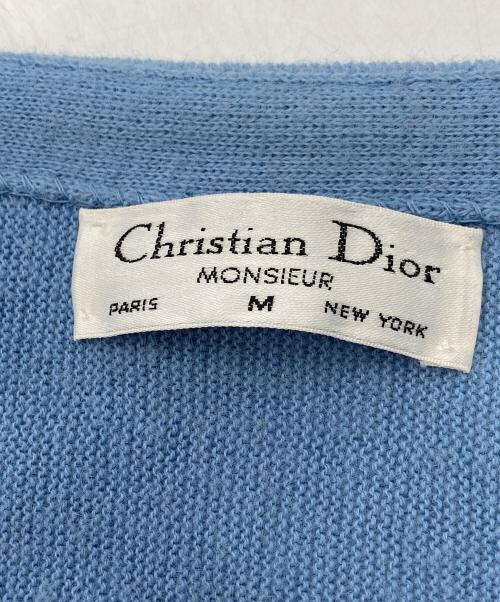 Christian Dior
MONSIEUR
PARIS M NEW YORK